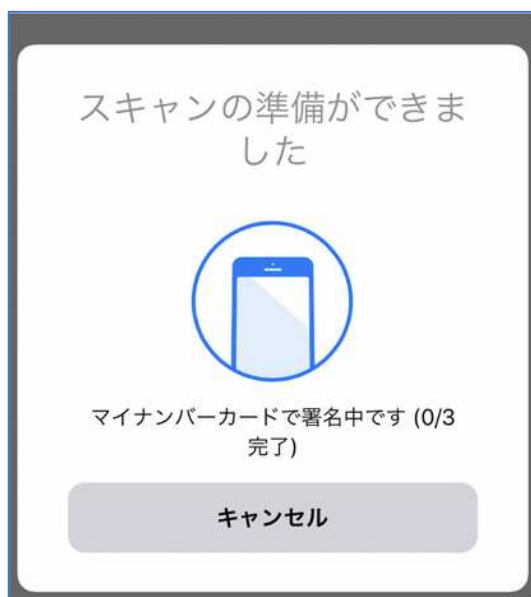 スキャンの準備ができま
した
マイナンバーカードで署名中です (0/3
完了)
キャンセル